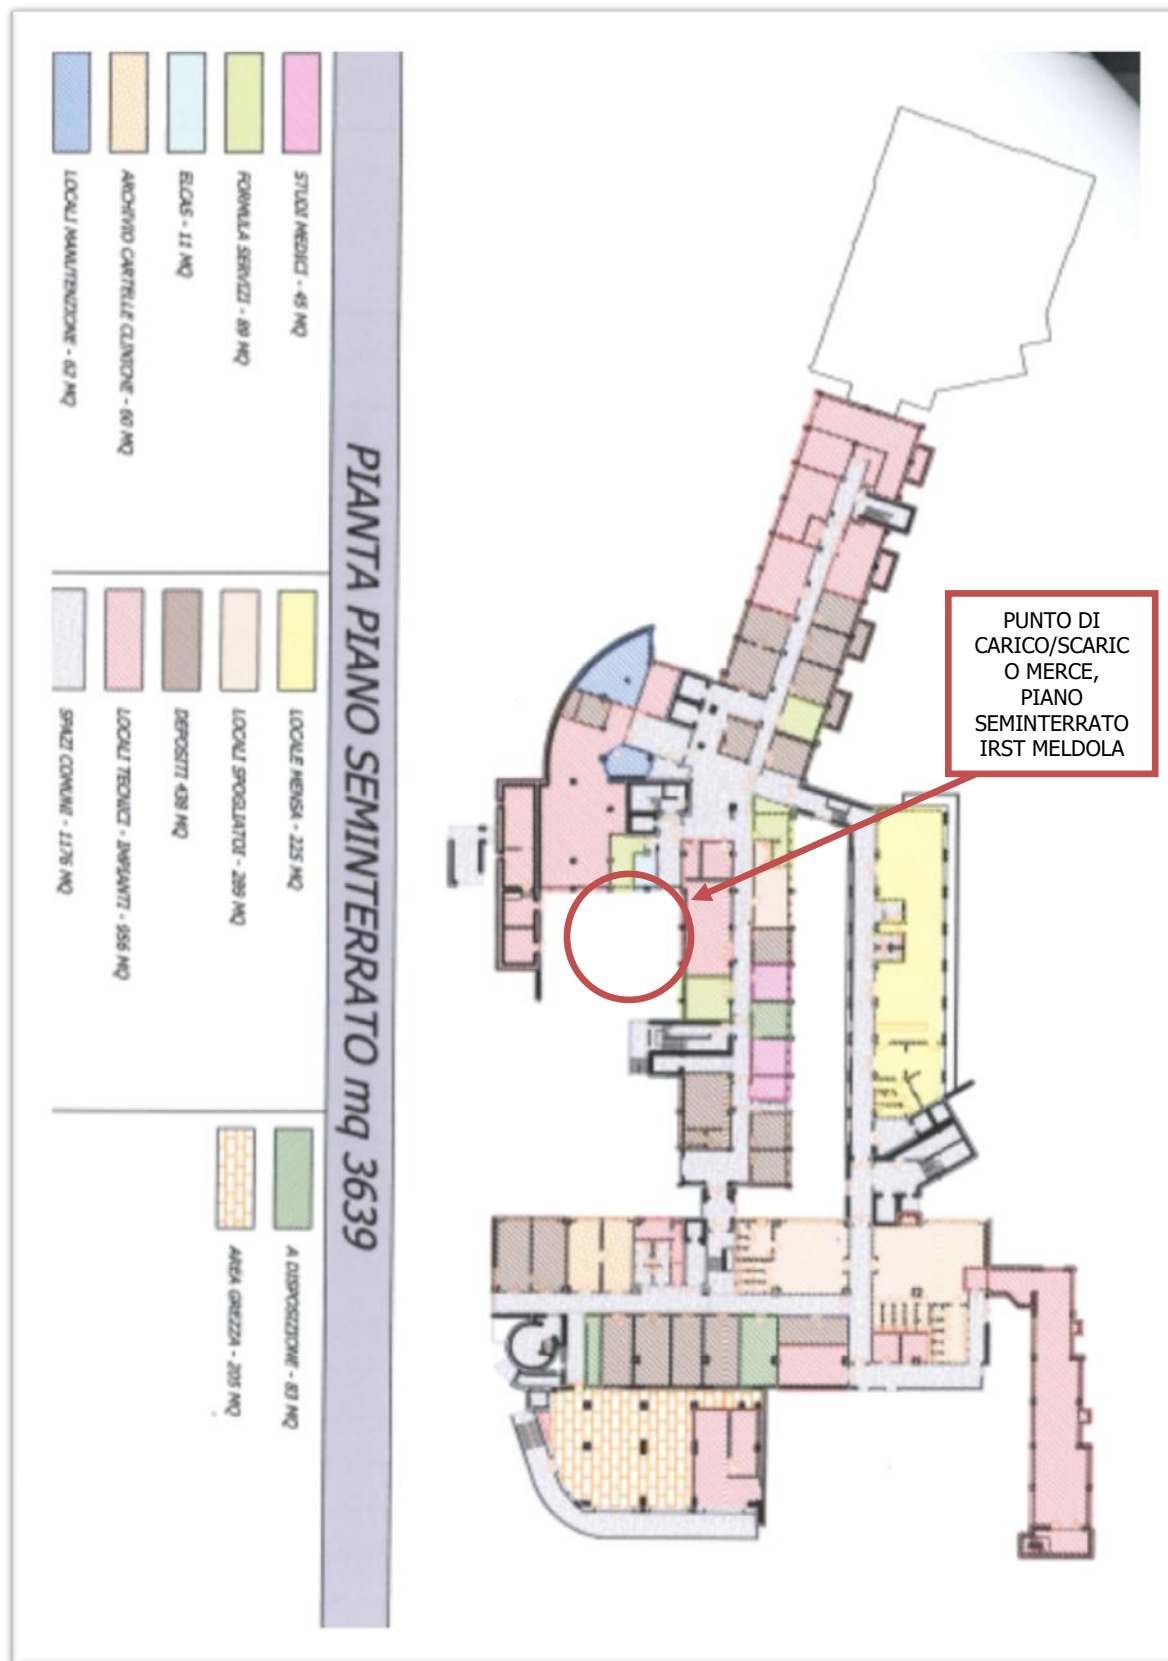 PIANTA PIANO SEMINTERRATO mq 3639
STUDI MEDICI - 45 MQ
FORMULA SERVIZI - 89 MQ
ELCAS - 11 MQ
ARCHIVIO CARTELLE CLINICHE - 60 MQ
LOCALI MANUTENZIONE - 62 MQ
LOCALE MENSA - 225 MQ
LOCALI SPOGLIATOI - 289 MQ
DEPOSITI 439 MQ
LOCALI TECNICI - IMPIANTI - 956 MQ
SPAZI COMUNI - 1176 MQ
A DISPOSIZIONE - 83 MQ
AREA GREZZA - 205 MQ
PUNTO DI
CARICO/SCARIC
O MERCE,
PIANO
SEMINTERRATO
IRST MELDOLA